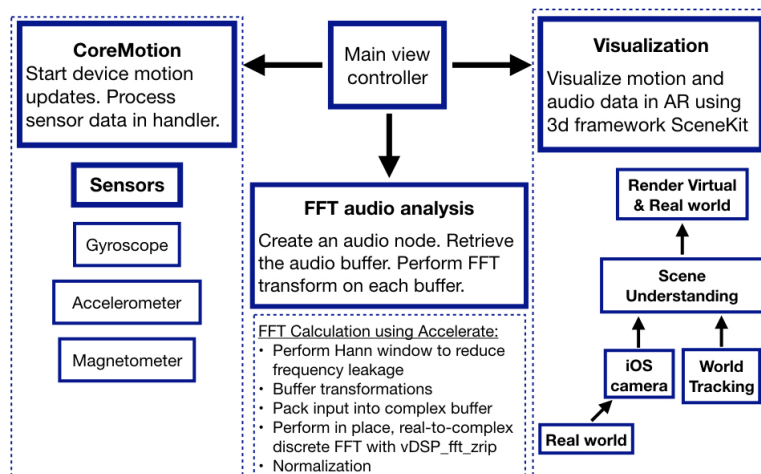 CoreMotion
Start device motion
updates. Process
sensor data in handler.
Sensors
Gyroscope
Accelerometer
Magnetometer
Main view
controller
FFT audio analysis
Create an audio node. Retrieve
the audio buffer. Perform FFT
transform on each buffer.
FFT Calculation using Accelerate:
• Perform Hann window to reduce
frequency leakage
• Buffer transformations
• Pack input into complex buffer
• Perform in place, real-to-complex
discrete FFT with vDSP_fft_zrip
• Normalization
Visualization
Visualize motion and
audio data in AR using
3d framework SceneKit
Render Virtual
& Real world
Scene
Understanding
iOS
camera
World
Tracking
Real world